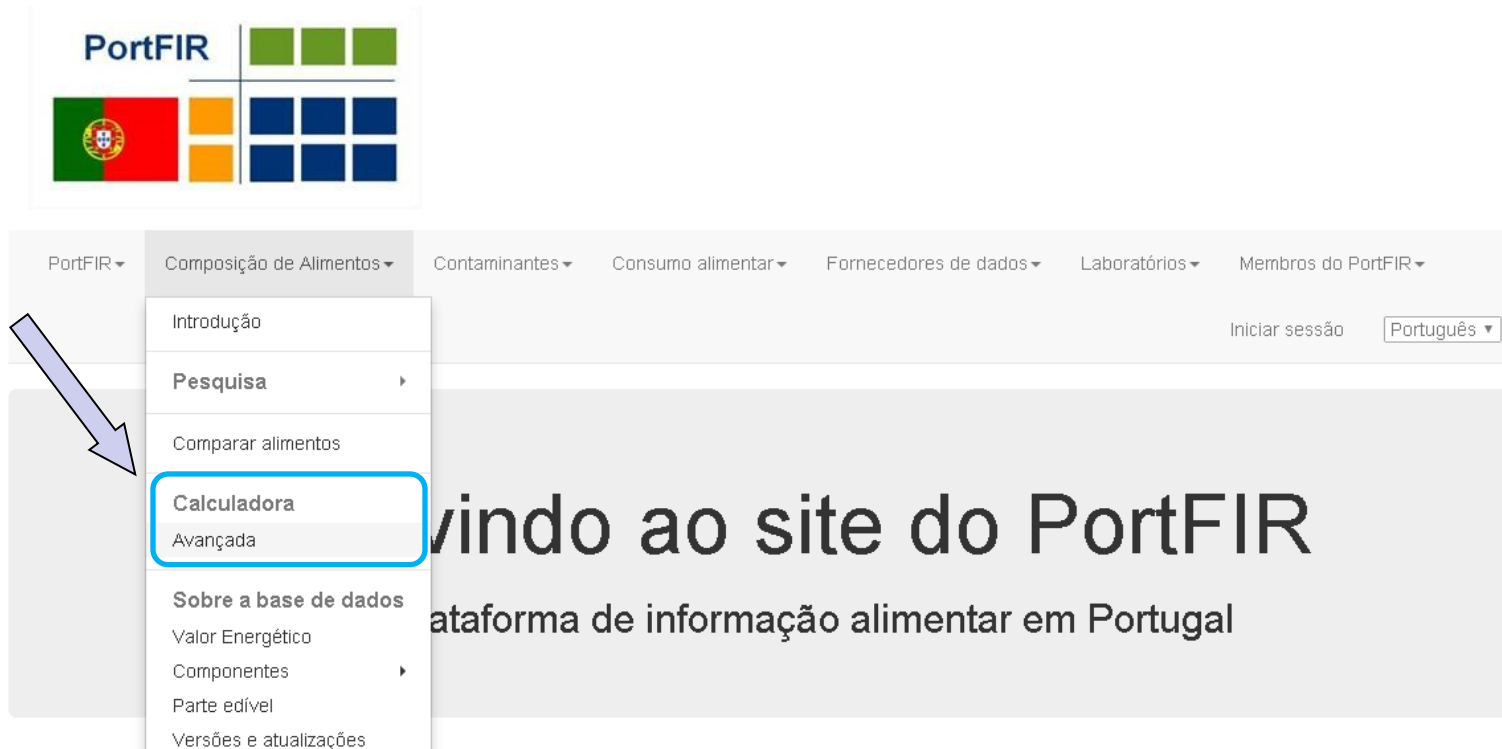 PortFIR
PortFIR Composição de Alimentos Contaminantes Consumo alimentar Fornecedores de dados Laboratórios Membros do PortFIR
Iniciar sessão Português
Introdução
Pesquisa
Comparar alimentos
Calculadora
Avançada
Sobre a base de dados
Valor Energético
Componentes
Parte edível
Versões e atualizações
vindo ao site do PortFIR
ataforma de informação alimentar em Portugal